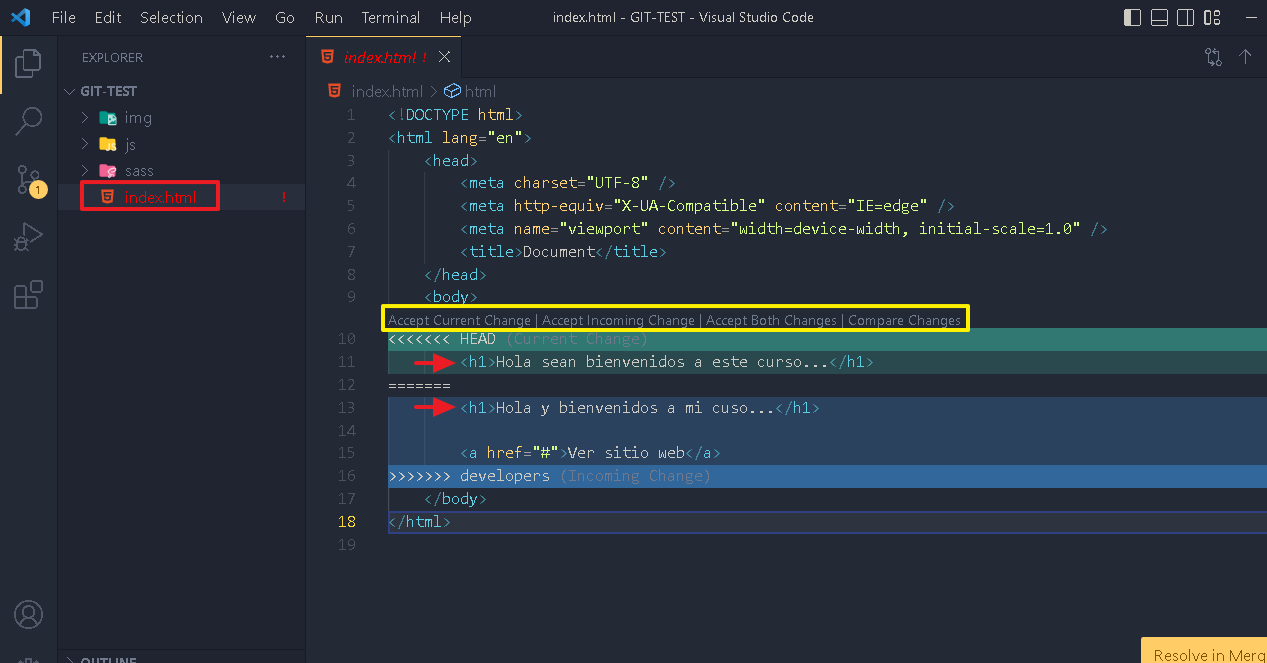 File Edit Selection View Go Run Terminal Help index.html - GIT-TEST - Visual Studio Code
EXPLORER ···
index.html !
GIT-TEST
index.html > html
img
js
sass
index.html !
1
1 <!DOCTYPE html>
2 <html lang="en">
3 <head>
4 <meta charset="UTF-8" />
5 <meta http-equiv="X-UA-Compatible" content="IE=edge" />
6 <meta name="viewport" content="width=device-width, initial-scale=1.0" />
7 <title>Document</title>
8 </head>
9 <body>
Accept Current Change | Accept Incoming Change | Accept Both Changes | Compare Changes
10 <<<<<<< HEAD (Current Change)
11 <h1>Hola sean bienvenidos a este curso...</h1>
12 =======
13 <h1>Hola y bienvenidos a mi cuso...</h1>
14
15 <a href="#">Ver sitio web</a>
16 >>>>>>> developers (Incoming Change)
17 </body>
18 </html>
19
OUTLINE
Resolve in Merg